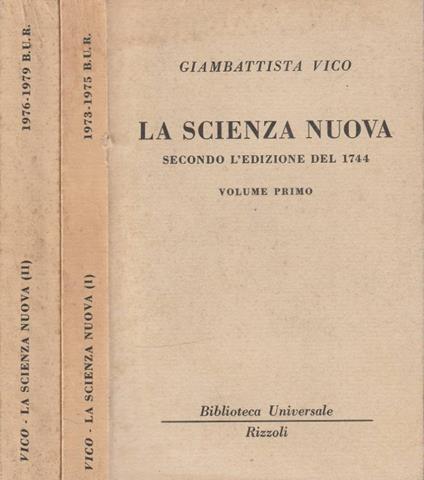 VICO - LA SCIENZA NUOVA (II) 1976-1979 B.U.R.
VICO - LA SCIENZA NUOVA (I) 1973-1975 B.U.R.
GIAMBATTISTA VICO
LA SCIENZA NUOVA
SECONDO L'EDIZIONE DEL 1744
VOLUME PRIMO
Biblioteca Universale
Rizzoli